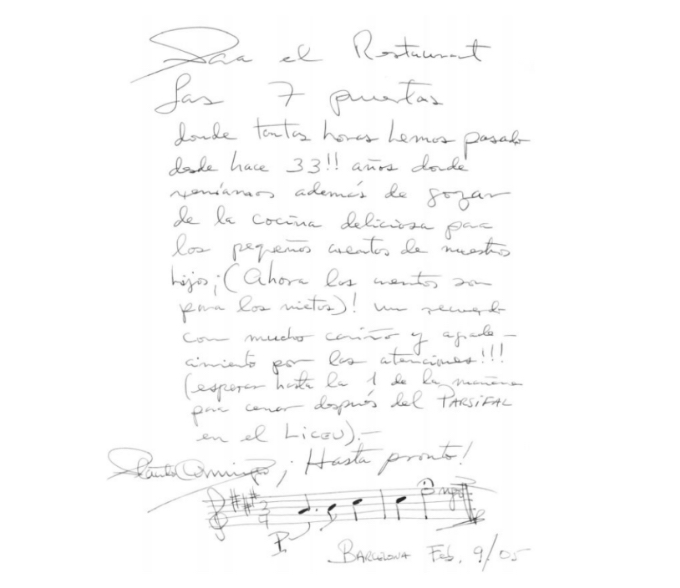 Para el Restaurant
Las 7 puertas
donde tantas horas hemos pasado
desde hace 33!! años donde
veníamos además de gozar
de la cocina deliciosa para
los pequeños cuentos de nuestros
hijos; (Ahora los cuentos son
para los nietos)! un recuerdo
con mucho cariño y agrade-
cimiento por las atenciones!!!
(esperar hasta la 1 de la mañana
para cenar después del PARSIFAL
en el LICEU).-
¡Hasta pronto!
BARCELONA Feb. 9/05